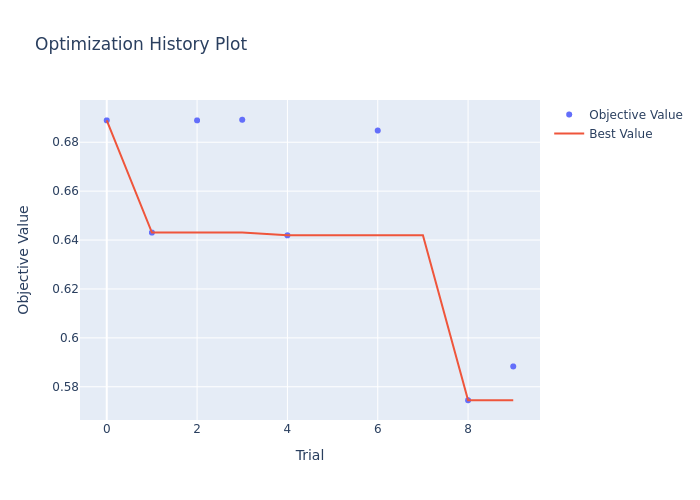 Optimization History Plot
Objective Value
Best Value
0.68
0.66
0.64
0.62
0.6
0.58
0
2
4
6
8
Trial
Objective Value